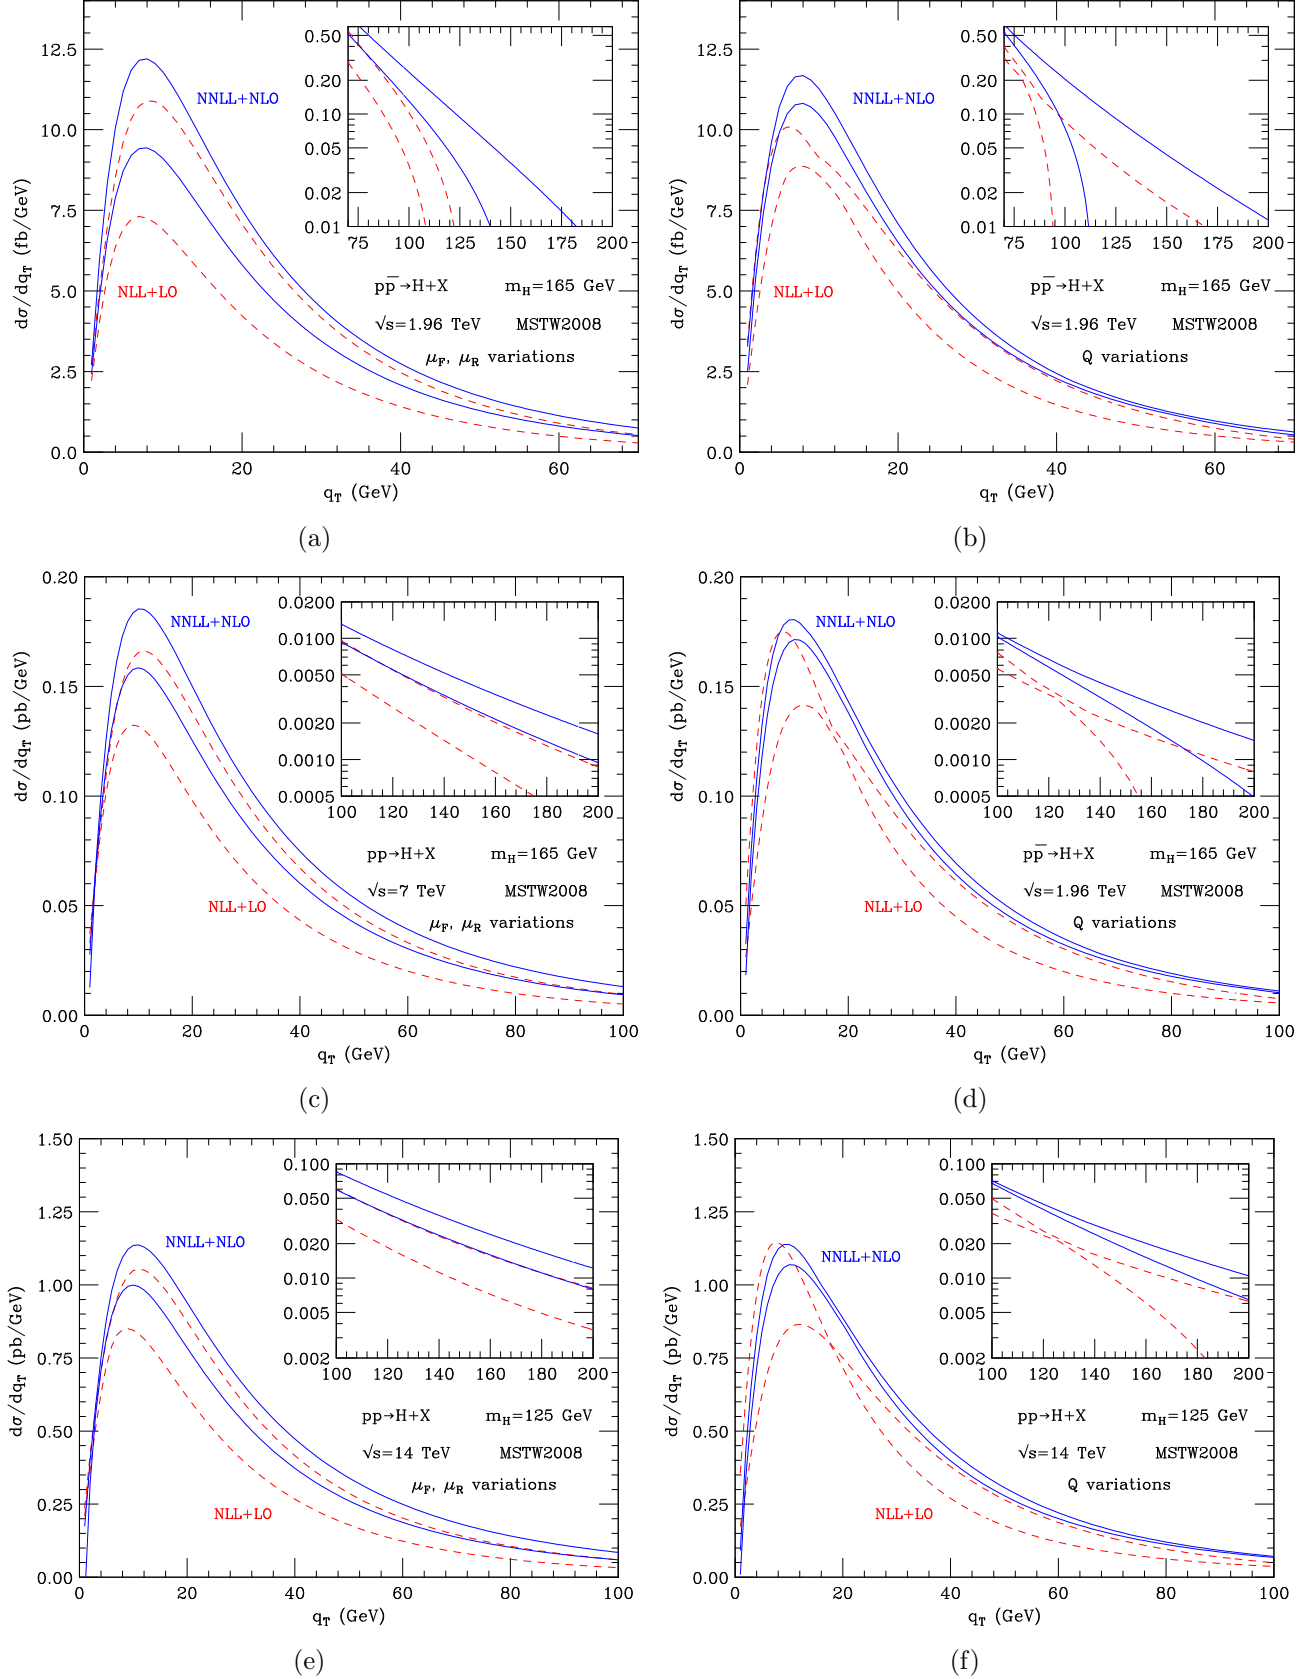 12.5
10.0
7.5
5.0
2.5
0.0
0 20 40 60
dσ/dq_T (fb/GeV)
q_T (GeV)
NNLL+NLO
NLL+LO
0.50
0.20
0.10
0.05
0.02
0.01
75 100 125 150 175 200
pp̅→H+X m_H=165 GeV
√s=1.96 TeV MSTW2008
μ_F, μ_R variations
(a)
12.5
10.0
7.5
5.0
2.5
0.0
0 20 40 60
dσ/dq_T (fb/GeV)
q_T (GeV)
NNLL+NLO
NLL+LO
0.50
0.20
0.10
0.05
0.02
0.01
75 100 125 150 175 200
pp̅→H+X m_H=165 GeV
√s=1.96 TeV MSTW2008
Q variations
(b)
0.20
0.15
0.10
0.05
0.00
0 20 40 60 80 100
dσ/dq_T (pb/GeV)
q_T (GeV)
NNLL+NLO
NLL+LO
0.0200
0.0100
0.0050
0.0020
0.0010
0.0005
100 120 140 160 180 200
pp→H+X m_H=165 GeV
√s=7 TeV MSTW2008
μ_F, μ_R variations
(c)
0.20
0.15
0.10
0.05
0.00
0 20 40 60 80 100
dσ/dq_T (pb/GeV)
q_T (GeV)
NNLL+NLO
NLL+LO
0.0200
0.0100
0.0050
0.0020
0.0010
0.0005
100 120 140 160 180 200
pp̅→H+X m_H=165 GeV
√s=1.96 TeV MSTW2008
Q variations
(d)
1.50
1.25
1.00
0.75
0.50
0.25
0.00
0 20 40 60 80 100
dσ/dq_T (pb/GeV)
q_T (GeV)
NNLL+NLO
NLL+LO
0.100
0.050
0.020
0.010
0.005
0.002
100 120 140 160 180 200
pp→H+X m_H=125 GeV
√s=14 TeV MSTW2008
μ_F, μ_R variations
(e)
1.50
1.25
1.00
0.75
0.50
0.25
0.00
0 20 40 60 80 100
dσ/dq_T (pb/GeV)
q_T (GeV)
NNLL+NLO
NLL+LO
0.100
0.050
0.020
0.010
0.005
0.002
100 120 140 160 180 200
pp→H+X m_H=125 GeV
√s=14 TeV MSTW2008
Q variations
(f)